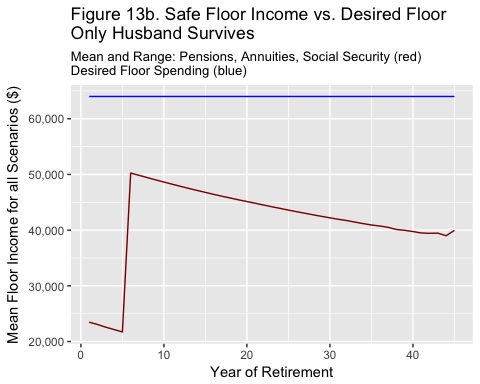 Figure 13b. Safe Floor Income vs. Desired Floor
Only Husband Survives
Mean and Range: Pensions, Annuities, Social Security (red)
Desired Floor Spending (blue)
Mean Floor Income for all Scenarios ($)
60,000
50,000
40,000
30,000
20,000
0
10
20
30
40
Year of Retirement